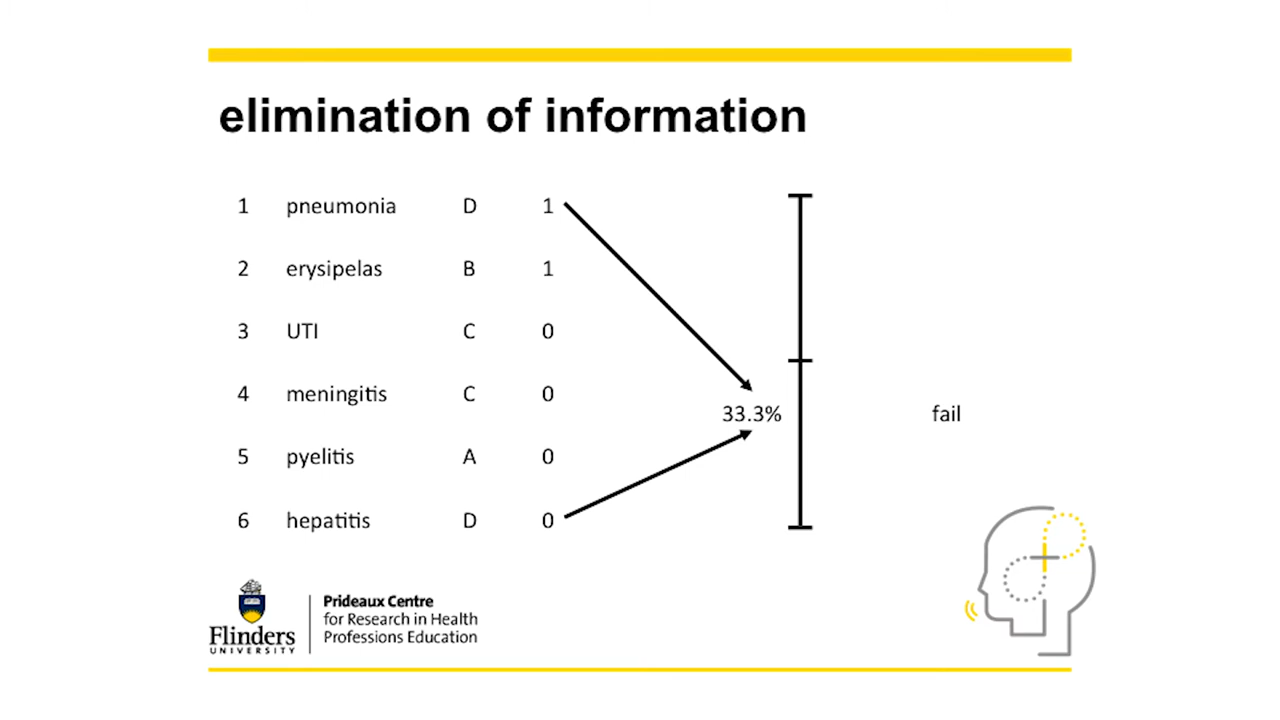 elimination of information
1 pneumonia D 1
2 erysipelas B 1
3 UTI C 0
4 meningitis C 0
33.3% fail
5 pyelitis A 0
6 hepatitis D 0
Flinders
UNIVERSITY
Prideaux Centre
for Research in Health
Professions Education